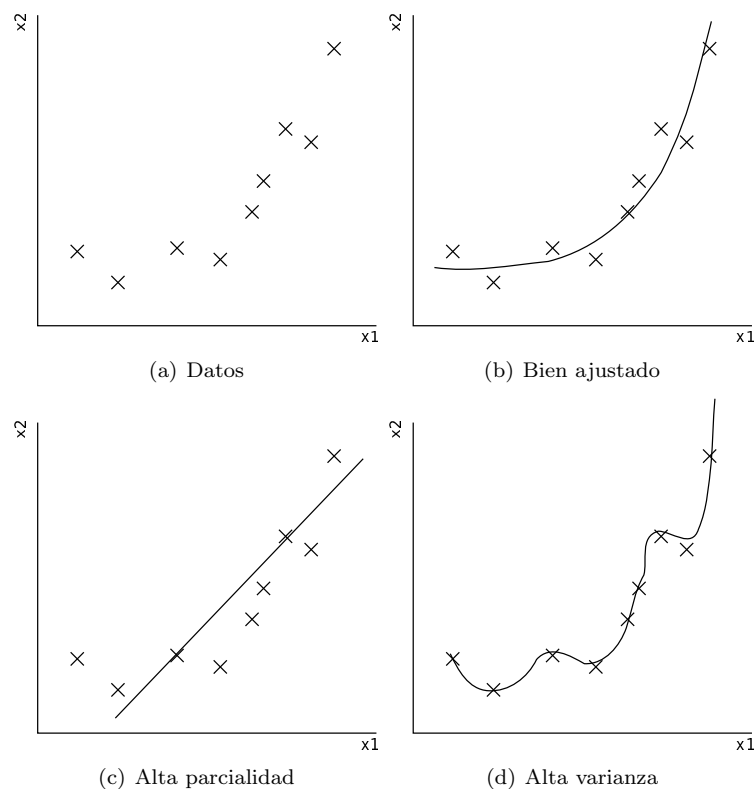 x2
x1
(a) Datos
x2
x1
(b) Bien ajustado
x2
x1
(c) Alta parcialidad
x2
x1
(d) Alta varianza